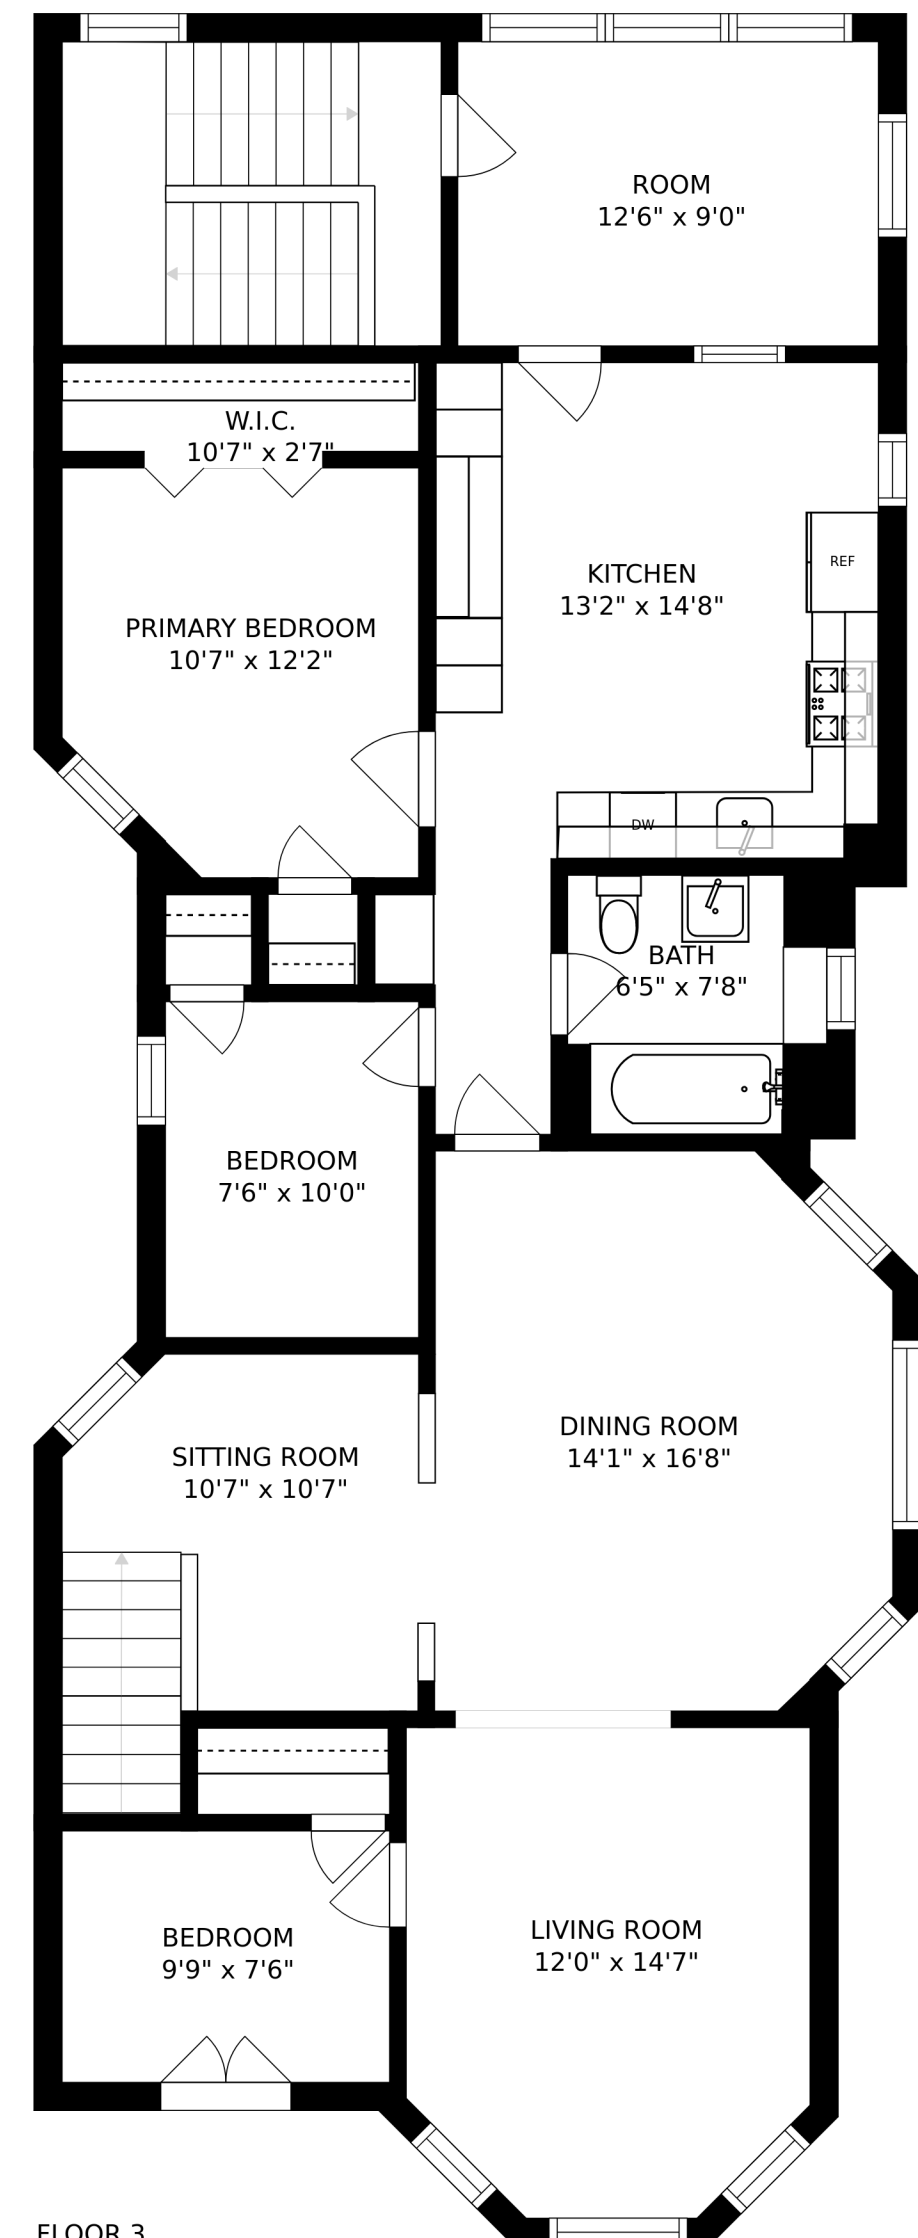 ROOM
12'6" x 9'0"
W.I.C.
10'7" x 2'7"
KITCHEN
13'2" x 14'8"
REF
PRIMARY BEDROOM
10'7" x 12'2"
DW
BATH
6'5" x 7'8"
BEDROOM
7'6" x 10'0"
DINING ROOM
14'1" x 16'8"
SITTING ROOM
10'7" x 10'7"
LIVING ROOM
12'0" x 14'7"
BEDROOM
9'9" x 7'6"
FLOOR 3